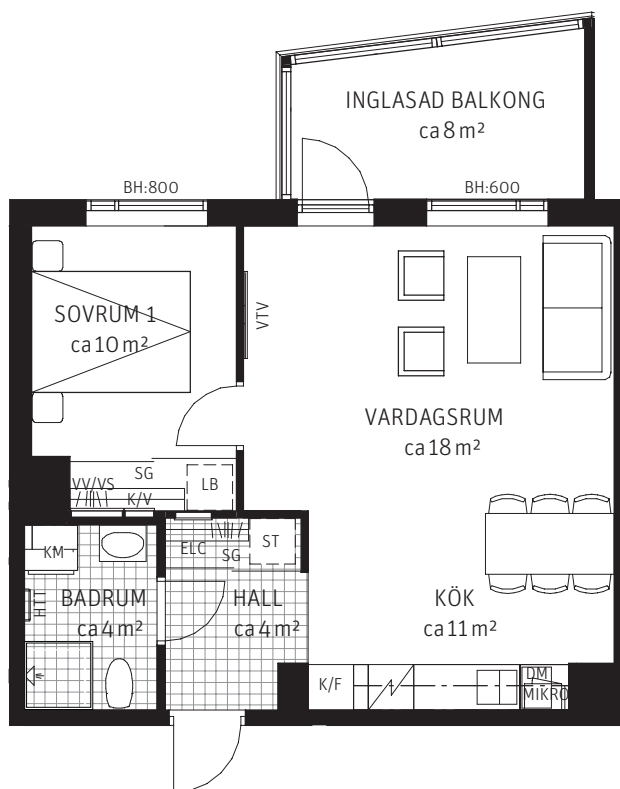 INGLASAD BALKONG
ca 8 m²
BH:800
BH:600
SOVRUM 1
ca 10 m²
VTV
VARDAGSRUM
ca 18 m²
SG
VV/VS
K/V
LB
KM
ELC
SG
ST
HTT
BADRUM
ca 4 m²
HALL
ca 4 m²
KÖK
ca 11 m²
K/F
DM
MIKRO